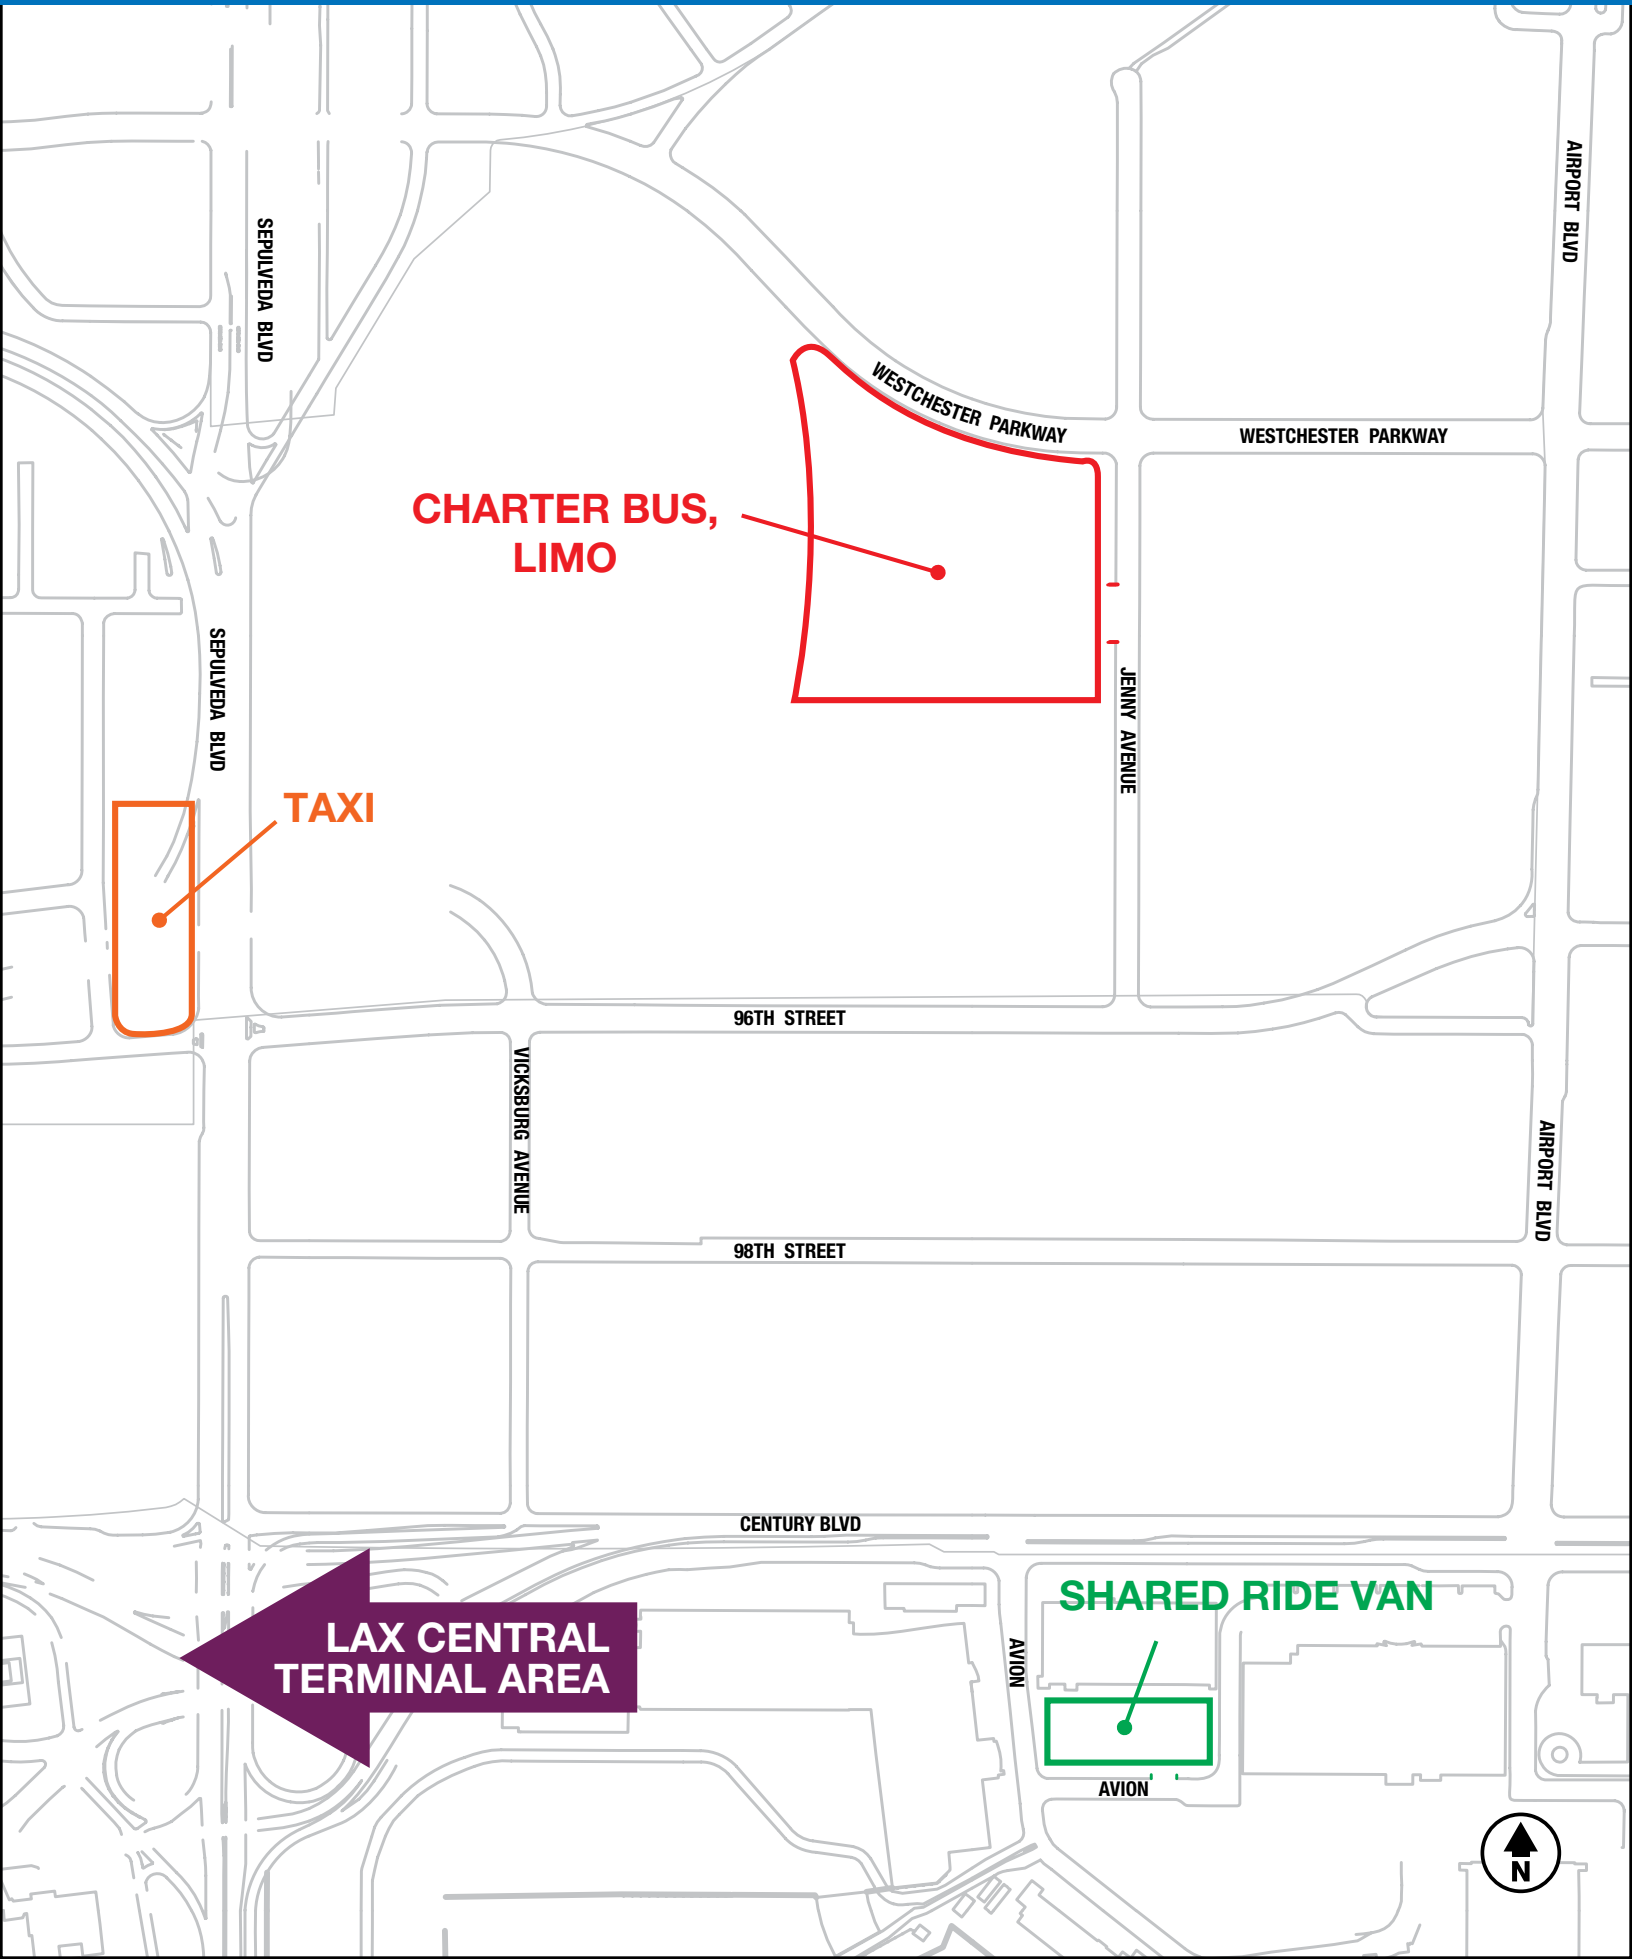 AIRPORT BLVD
SEPULVEDA BLVD
WESTCHESTER PARKWAY
WESTCHESTER PARKWAY
CHARTER BUS,
LIMO
SEPULVEDA BLVD
JENNY AVENUE
TAXI
96TH STREET
VICKSBURG AVENUE
AIRPORT BLVD
98TH STREET
CENTURY BLVD
SHARED RIDE VAN
LAX CENTRAL
TERMINAL AREA
AVION
AVION
N